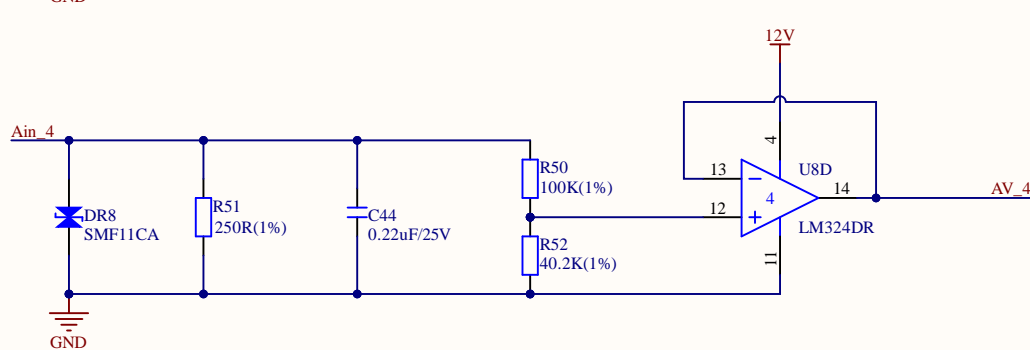 GND
12V
Ain_4
4
U8D
R50
100K(1%)
13
14
AV_4
DR8
SMF11CA
R51
250R(1%)
C44
0.22uF/25V
4
12
LM324DR
R52
40.2K(1%)
11
GND